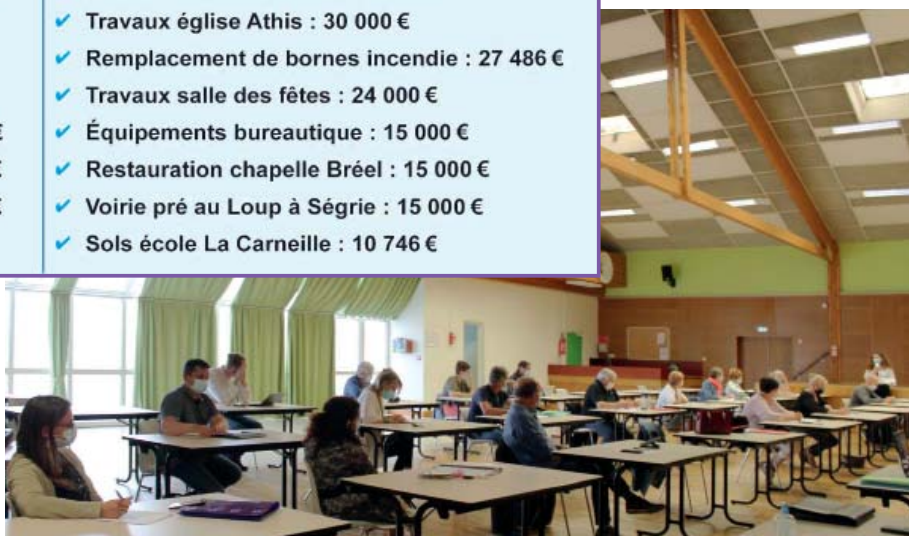 ✔ Travaux église Athis : 30 000 €
✔ Remplacement de bornes incendie : 27 486 €
✔ Travaux salle des fêtes : 24 000 €
✔ Équipements bureautique : 15 000 €
✔ Restauration chapelle Bréel : 15 000 €
✔ Voirie pré au Loup à Ségrie : 15 000 €
✔ Sols école La Carneille : 10 746 €
€
€
€